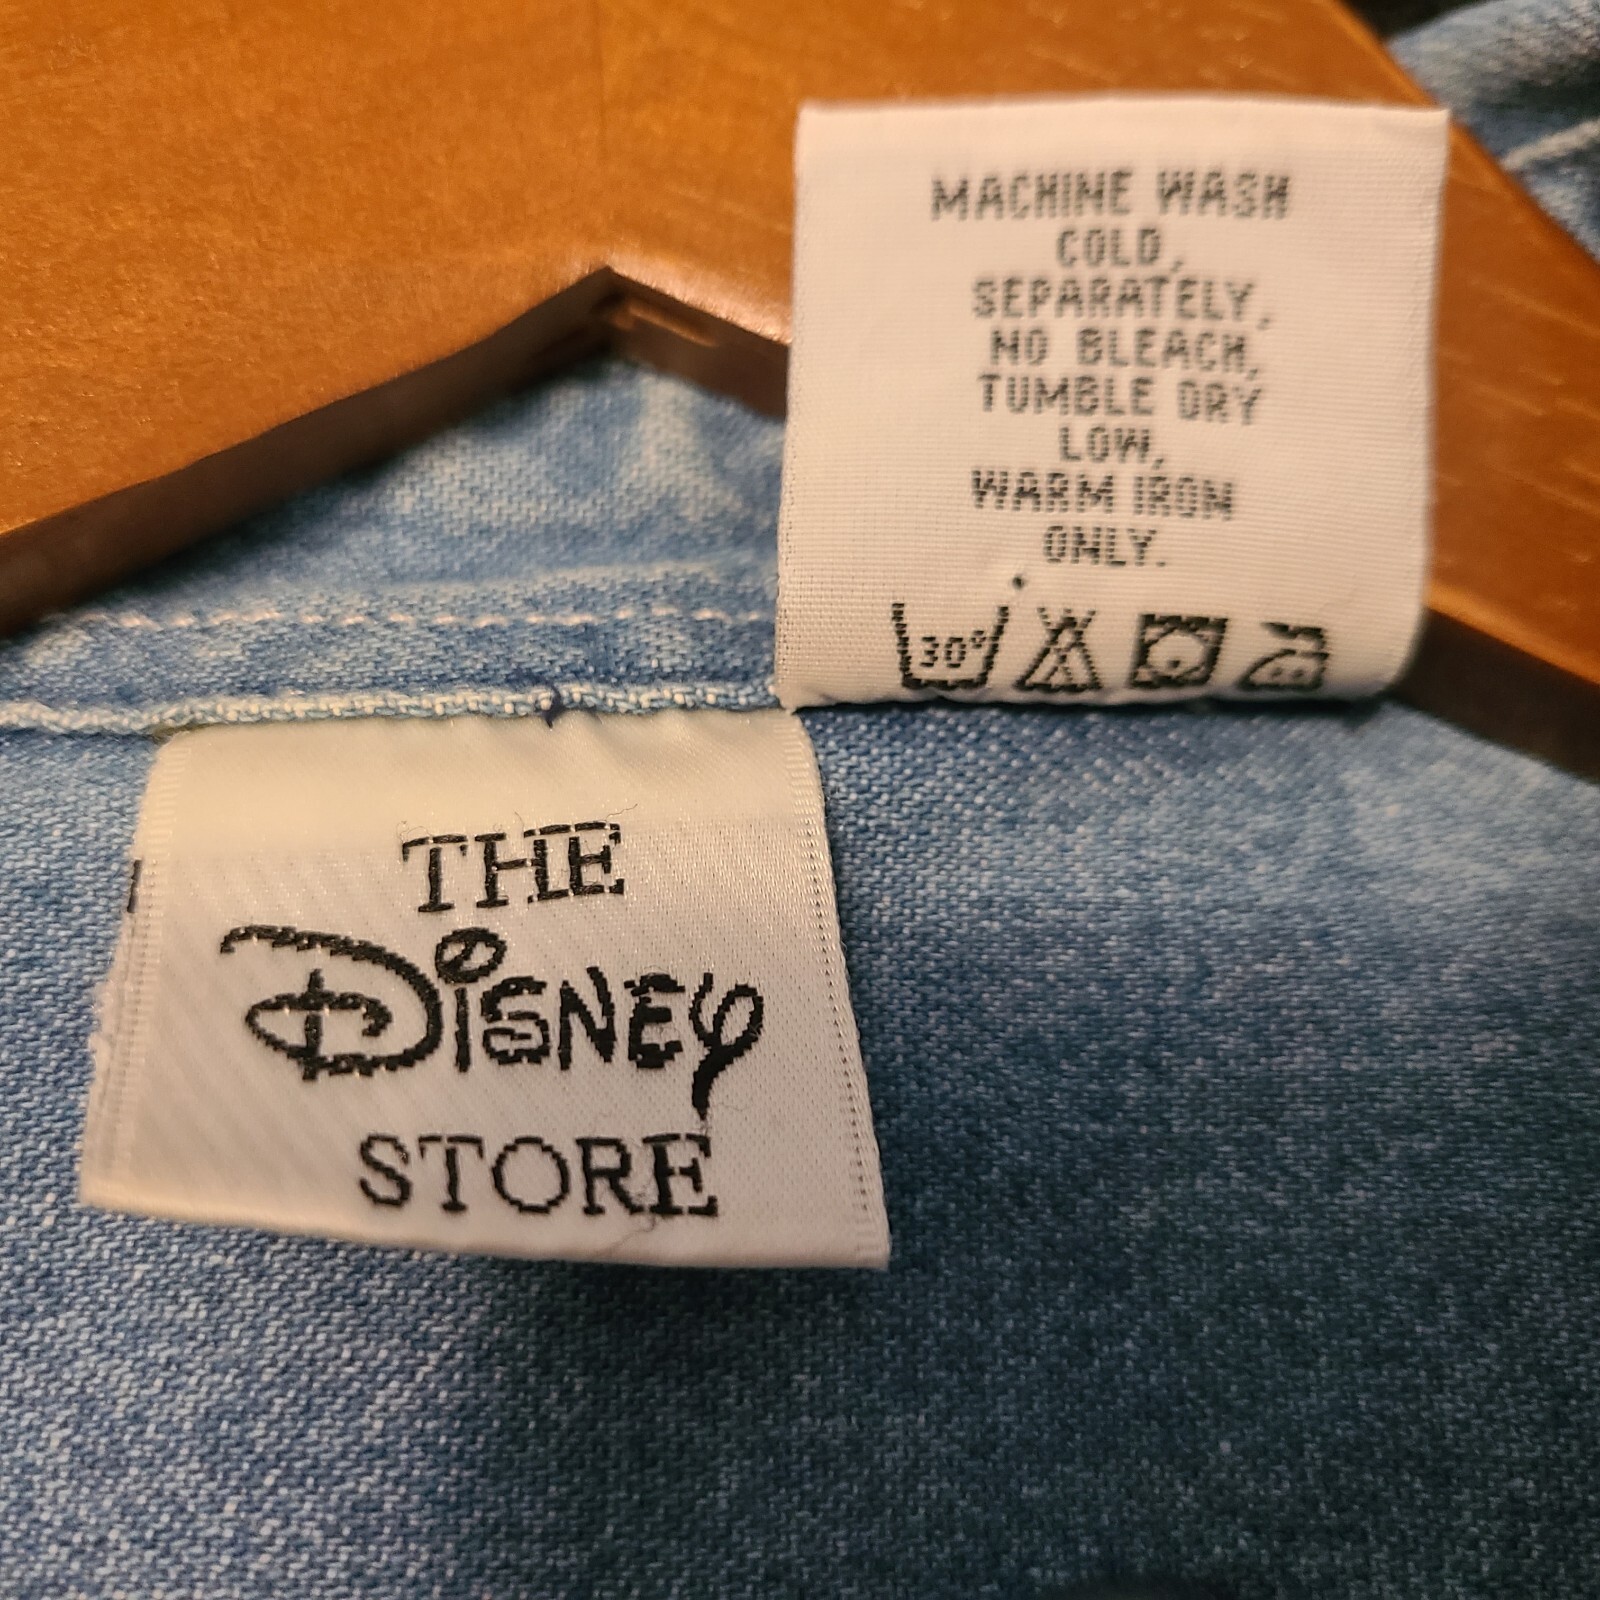 MACHINE WASH
COLD,
SEPARATELY,
NO BLEACH,
TUMBLE DRY
LOW,
WARM IRON
ONLY.
30°
THE
Disney
STORE